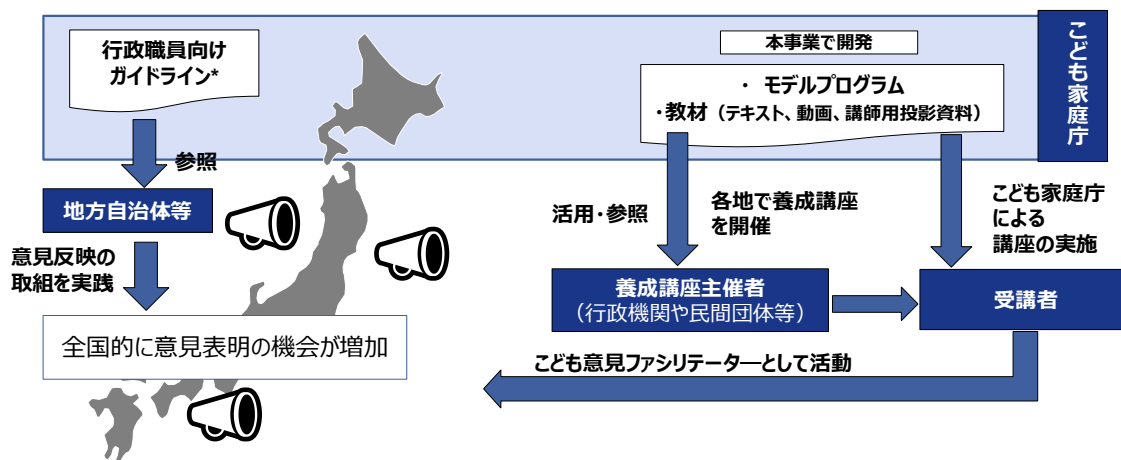 行政職員向け
ガイドライン*
参照
地方自治体等
意見反映の
取組を実践
全国的に意見表明の機会が増加
本事業で開発
・ モデルプログラム
・教材（テキスト、動画、講師用投影資料）
こども家庭庁
活用・参照
各地で養成講座
を開催
こども家庭庁
による
講座の実施
養成講座主催者
（行政機関や民間団体等）
受講者
こども意見ファシリテーターとして活動